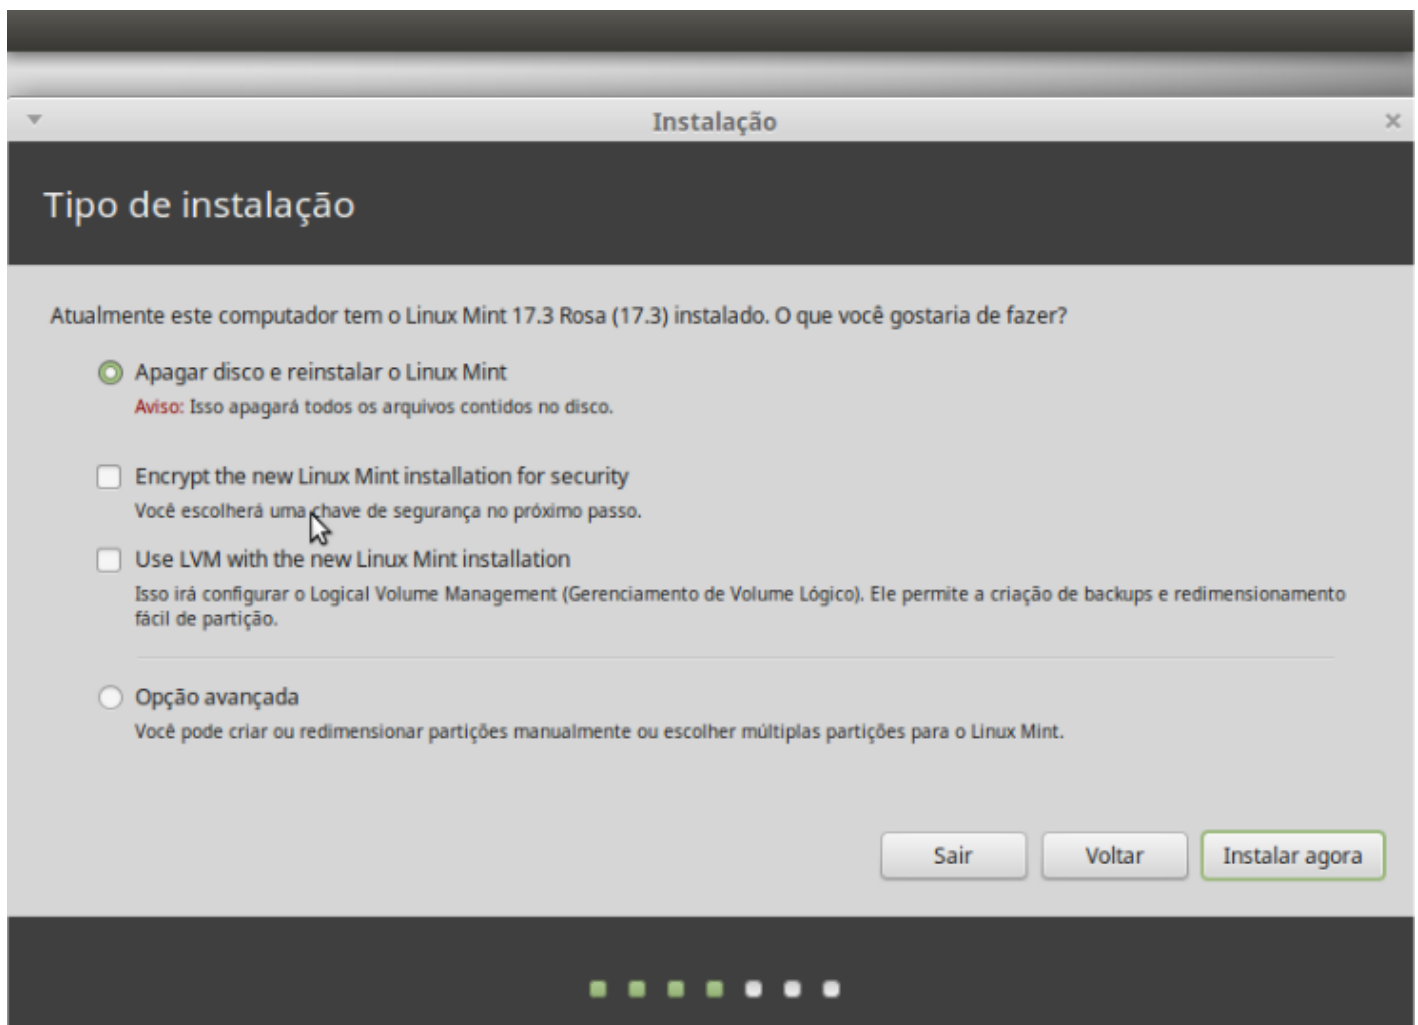 Instalação
Tipo de instalação
Atualmente este computador tem o Linux Mint 17.3 Rosa (17.3) instalado. O que você gostaria de fazer?
Apagar disco e reinstalar o Linux Mint
Aviso: Isso apagará todos os arquivos contidos no disco.
Encrypt the new Linux Mint installation for security
Você escolherá uma chave de segurança no próximo passo.
Use LVM with the new Linux Mint installation
Isso irá configurar o Logical Volume Management (Gerenciamento de Volume Lógico). Ele permite a criação de backups e redimensionamento
fácil de partição.
Opção avançada
Você pode criar ou redimensionar partições manualmente ou escolher múltiplas partições para o Linux Mint.
Sair
Voltar
Instalar agora